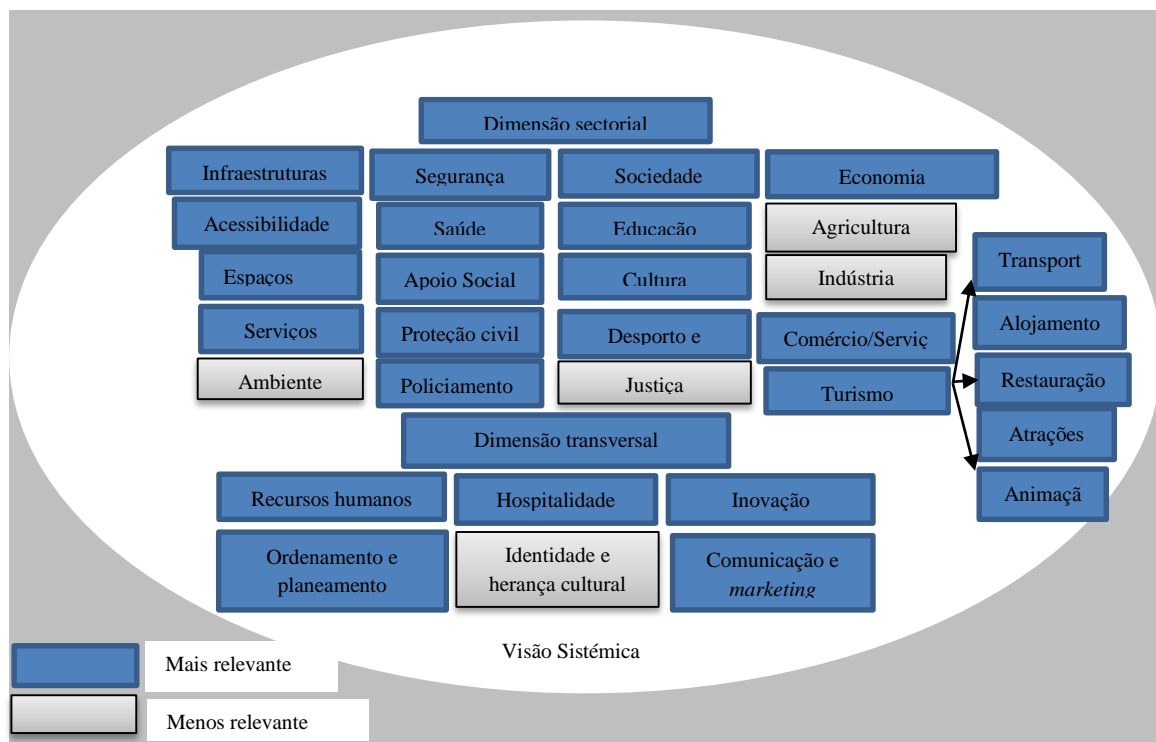 Dimensão sectorial
Infraestruturas
Segurança
Sociedade
Economia
Acessibilidade
Saúde
Educação
Agricultura
Espaços
Apoio Social
Cultura
Indústria
Serviços
Proteção civil
Desporto e
Comércio/Serviç
Ambiente
Policiamento
Justiça
Turismo
Transport
Alojamento
Restauração
Atrações
Animaçã
Dimensão transversal
Recursos humanos
Hospitalidade
Inovação
Ordenamento e
planeamento
Identidade e
herança cultural
Comunicação e
marketing
Visão Sistémica
Mais relevante
Menos relevante